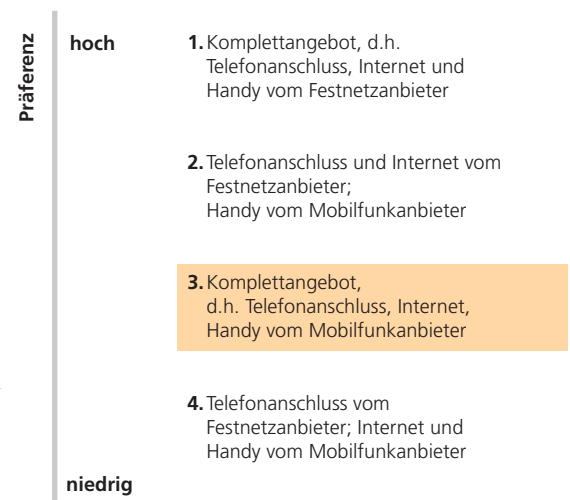 Präferenz
hoch
1. Komplettangebot, d.h.
Telefonanschluss, Internet und
Handy vom Festnetzanbieter
2. Telefonanschluss und Internet vom
Festnetzanbieter;
Handy vom Mobilfunkanbieter
3. Komplettangebot,
d.h. Telefonanschluss, Internet,
Handy vom Mobilfunkanbieter
4. Telefonanschluss vom
Festnetzanbieter; Internet und
Handy vom Mobilfunkanbieter
niedrig